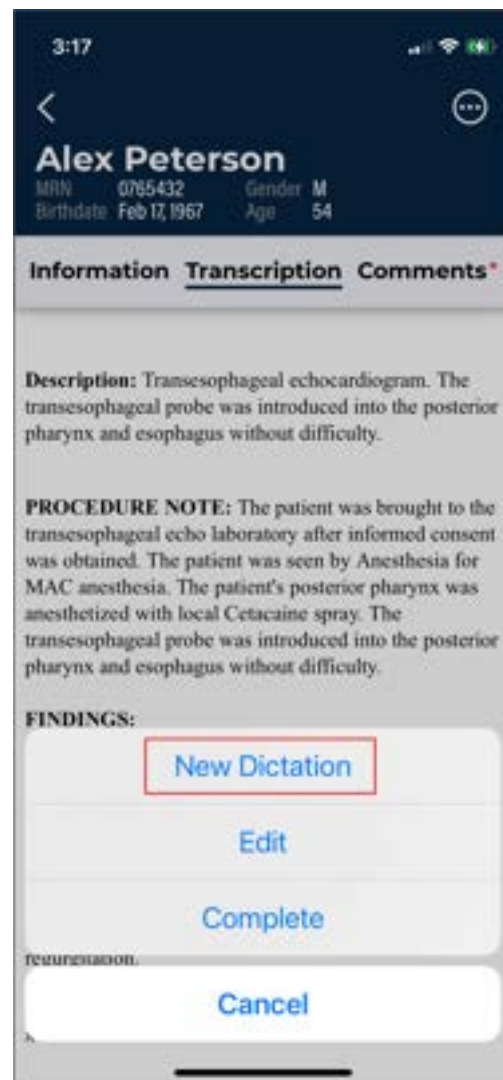 3:17
Alex Peterson
MRN 0765432 Gender M
Birthdate Feb 17, 1967 Age 54
Information Transcription Comments*
Description: Transesophageal echocardiogram. The
transesophageal probe was introduced into the posterior
pharynx and esophagus without difficulty.
PROCEDURE NOTE: The patient was brought to the
transesophageal echo laboratory after informed consent
was obtained. The patient was seen by Anesthesia for
MAC anesthesia. The patient's posterior pharynx was
anesthetized with local Cetacaine spray. The
transesophageal probe was introduced into the posterior
pharynx and esophagus without difficulty.
FINDINGS:
New Dictation
Edit
Complete
regurgitation.
Cancel